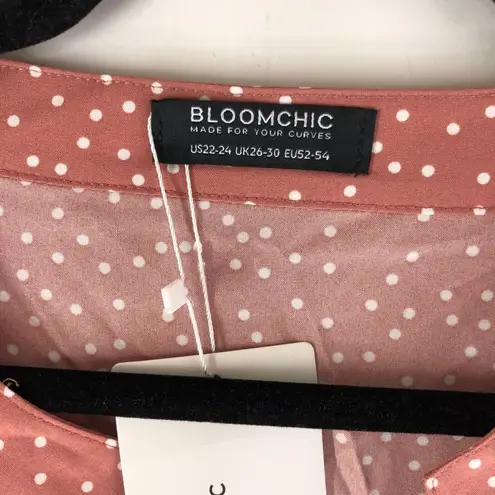 BLOOMCHIC
MADE FOR YOUR CURVES
US22-24 UK26-30 EU52-54
C